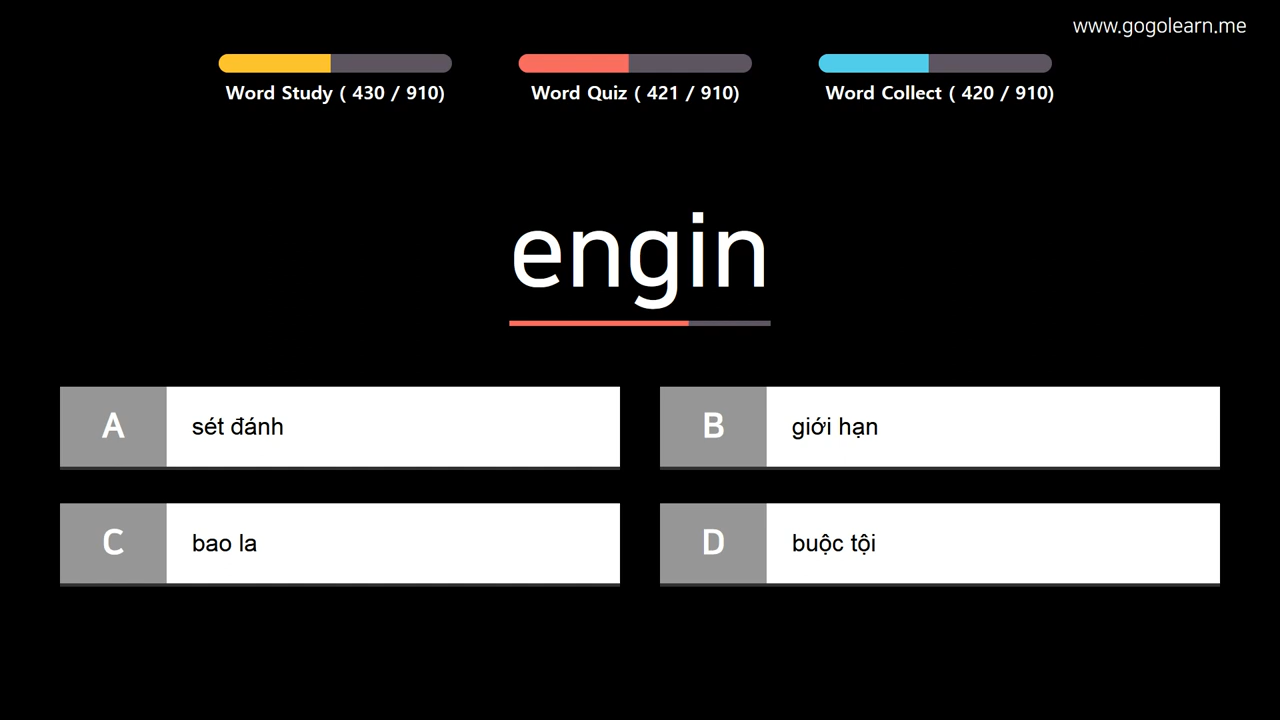 www.gogolearn.me
Word Study ( 430 / 910)
Word Quiz ( 421 / 910)
Word Collect ( 420 / 910)
engin
A
sét đánh
B
giới hạn
C
bao la
D
buộc tội